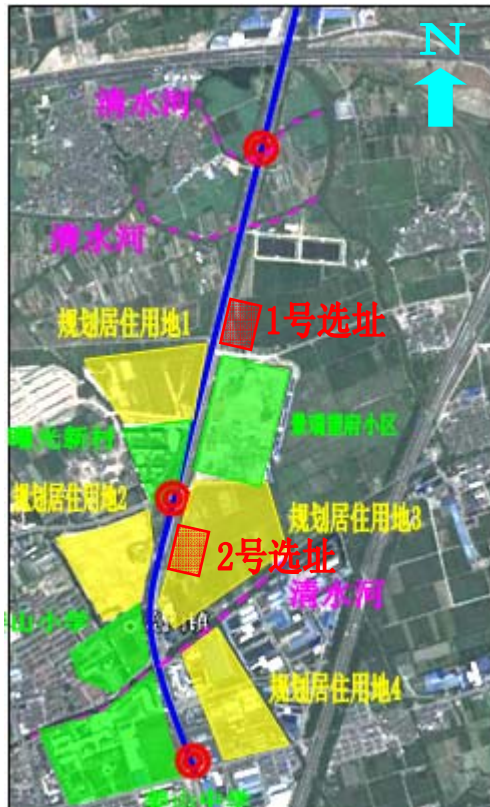 N
清水河
清水河
1号选址
规划居住用地1
景瑞望府小区
曙光新村
规划居住用地2
规划居住用地3
2号选址
清水河
山小学
规划居住用地4